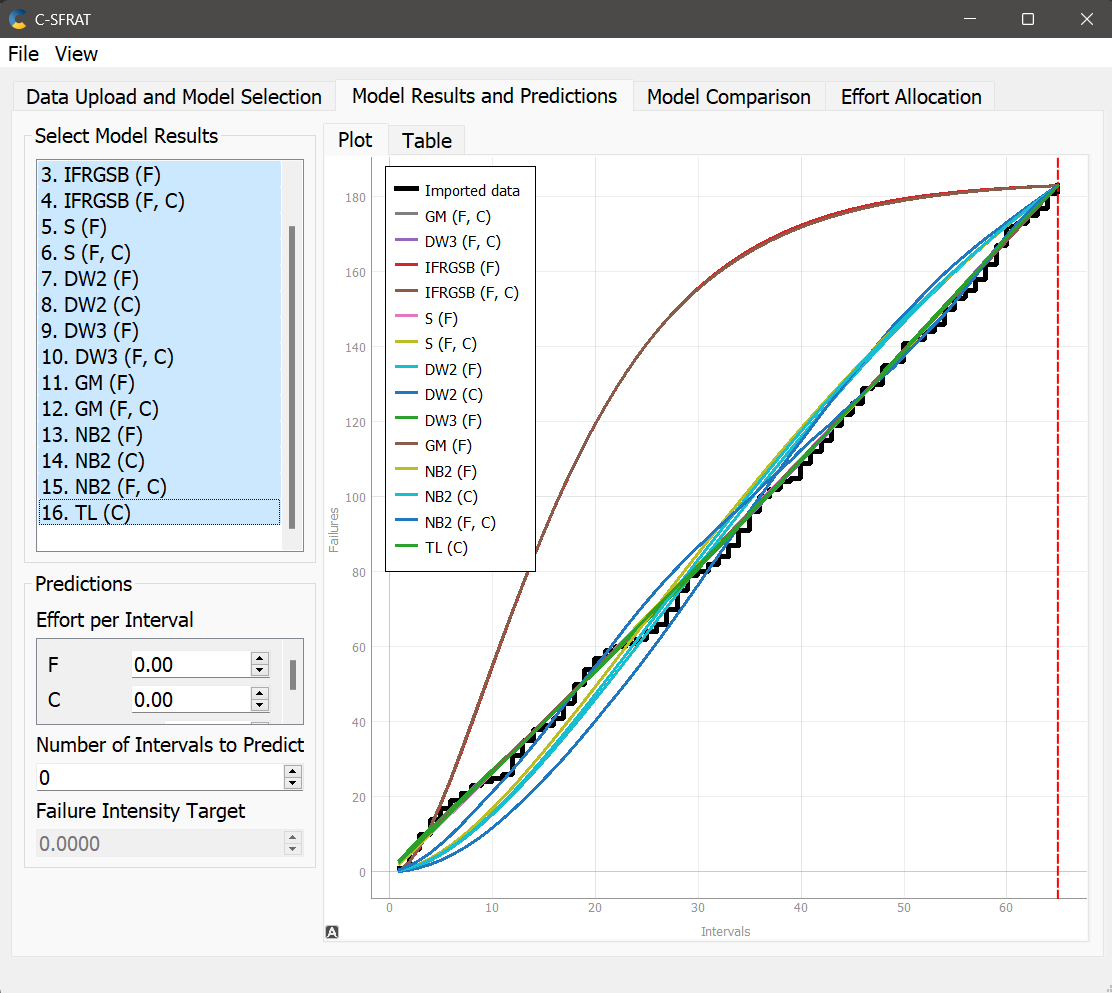 C-SFRAT
File View
Data Upload and Model Selection
Model Results and Predictions
Model Comparison
Effort Allocation
Select Model Results
3. IFRGSB (F)
4. IFRGSB (F, C)
5. S (F)
6. S (F, C)
7. DW2 (F)
8. DW2 (C)
9. DW3 (F)
10. DW3 (F, C)
11. GM (F)
12. GM (F, C)
13. NB2 (F)
14. NB2 (C)
15. NB2 (F, C)
16. TL (C)
Predictions
Effort per Interval
F 0.00
C 0.00
Number of Intervals to Predict
0
Failure Intensity Target
0.0000
Plot
Table
Imported data
GM (F, C)
DW3 (F, C)
IFRGSB (F)
IFRGSB (F, C)
S (F)
S (F, C)
DW2 (F)
DW2 (C)
DW3 (F)
GM (F)
NB2 (F)
NB2 (C)
NB2 (F, C)
TL (C)
Failures
180
160
140
120
100
80
60
40
20
0
0 10 20 30 40 50 60
Intervals
A